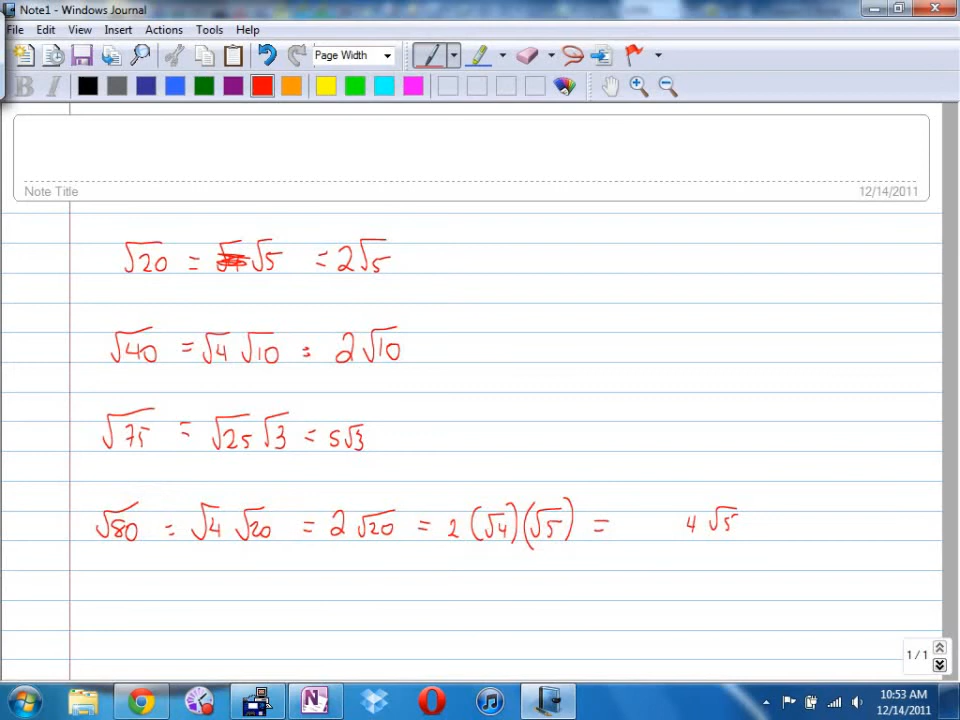 Note1 - Windows Journal
File Edit View Insert Actions Tools Help
Page Width
B I
Note Title 12/14/2011
√20 = √5 = 2√5
√40 = √4 √10 = 2√10
√75 = √25 √3 = 5√3
√80 = √4 √20 = 2 √20 = 2 (√4)(√5) = 4 √5
1 / 1
10:53 AM
12/14/2011